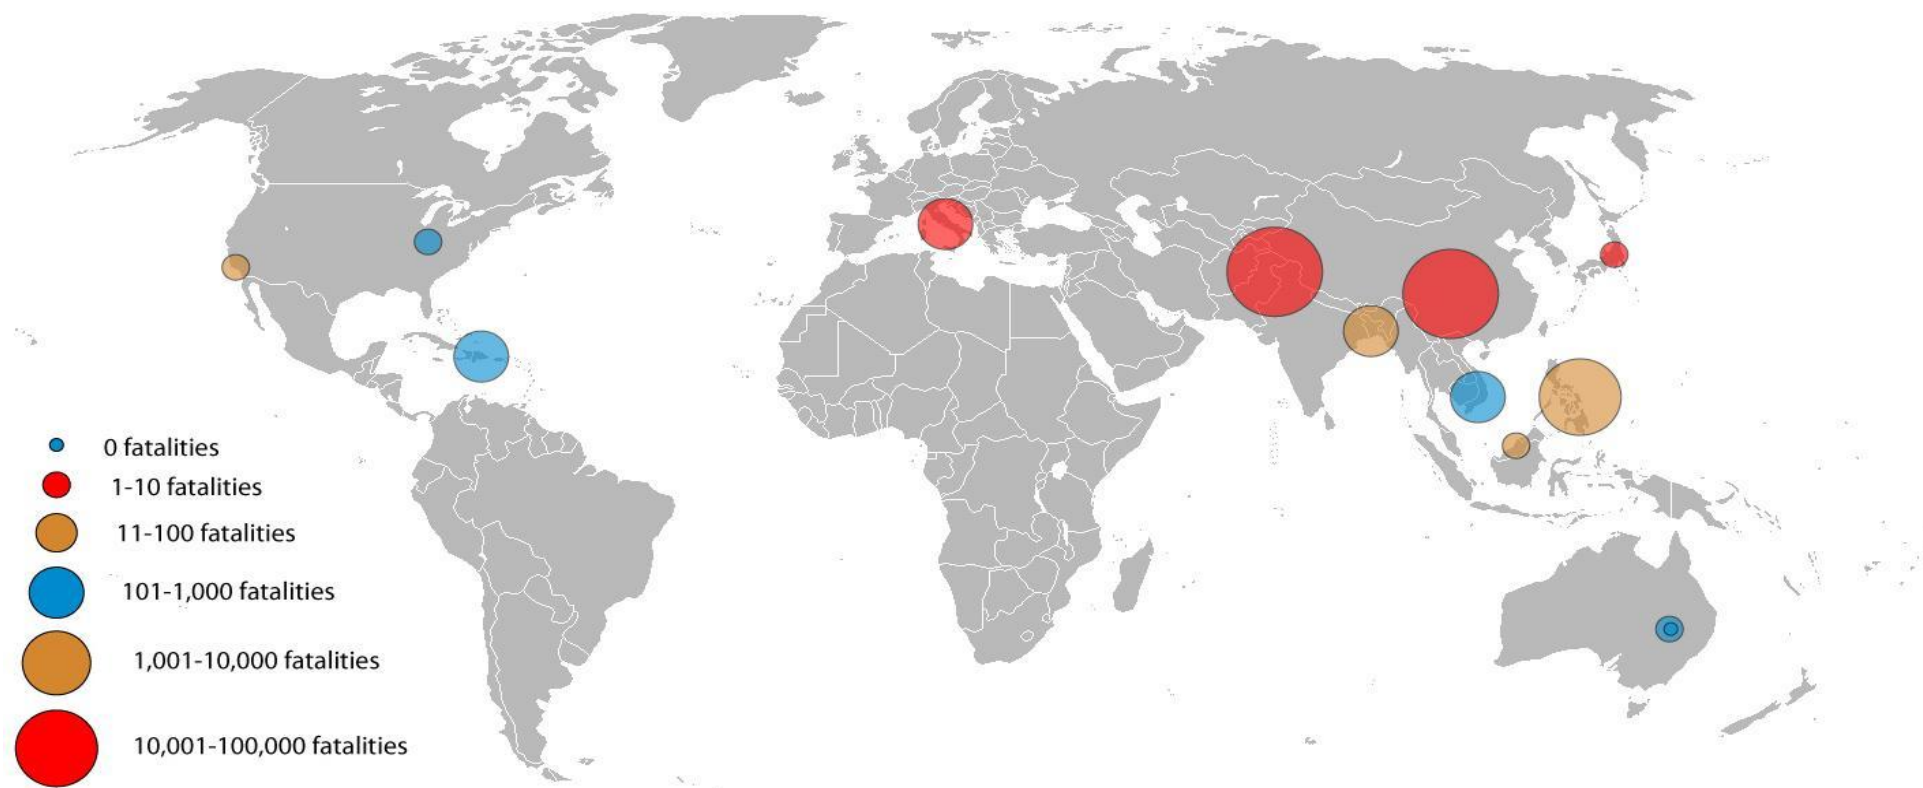 0 fatalities
1-10 fatalities
11-100 fatalities
101-1,000 fatalities
1,001-10,000 fatalities
10,001-100,000 fatalities